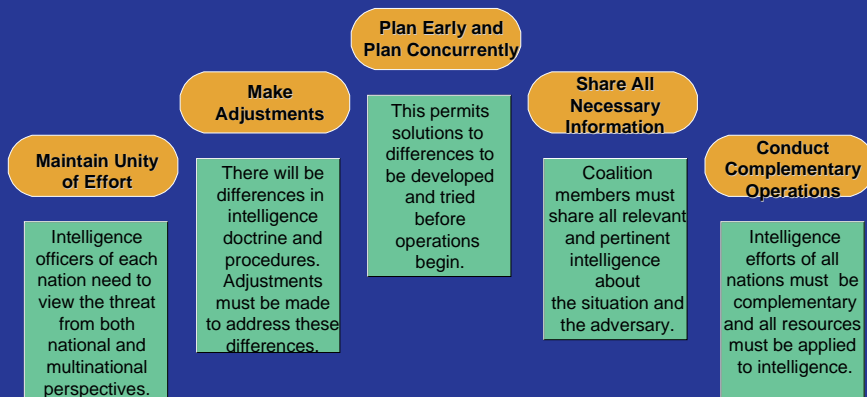 Maintain Unity
of Effort
Intelligence
officers of each
nation need to
view the threat
from both
national and
multinational
perspectives.
Make
Adjustments
There will be
differences in
intelligence
doctrine and
procedures.
Adjustments
must be made
to address these
differences.
Plan Early and
Plan Concurrently
This permits
solutions to
differences to
be developed
and tried
before
operations
begin.
Share All
Necessary
Information
Coalition
members must
share all relevant
and pertinent
intelligence
about
the situation and
the adversary.
Conduct
Complementary
Operations
Intelligence
efforts of all
nations must be
complementary
and all resources
must be applied
to intelligence.